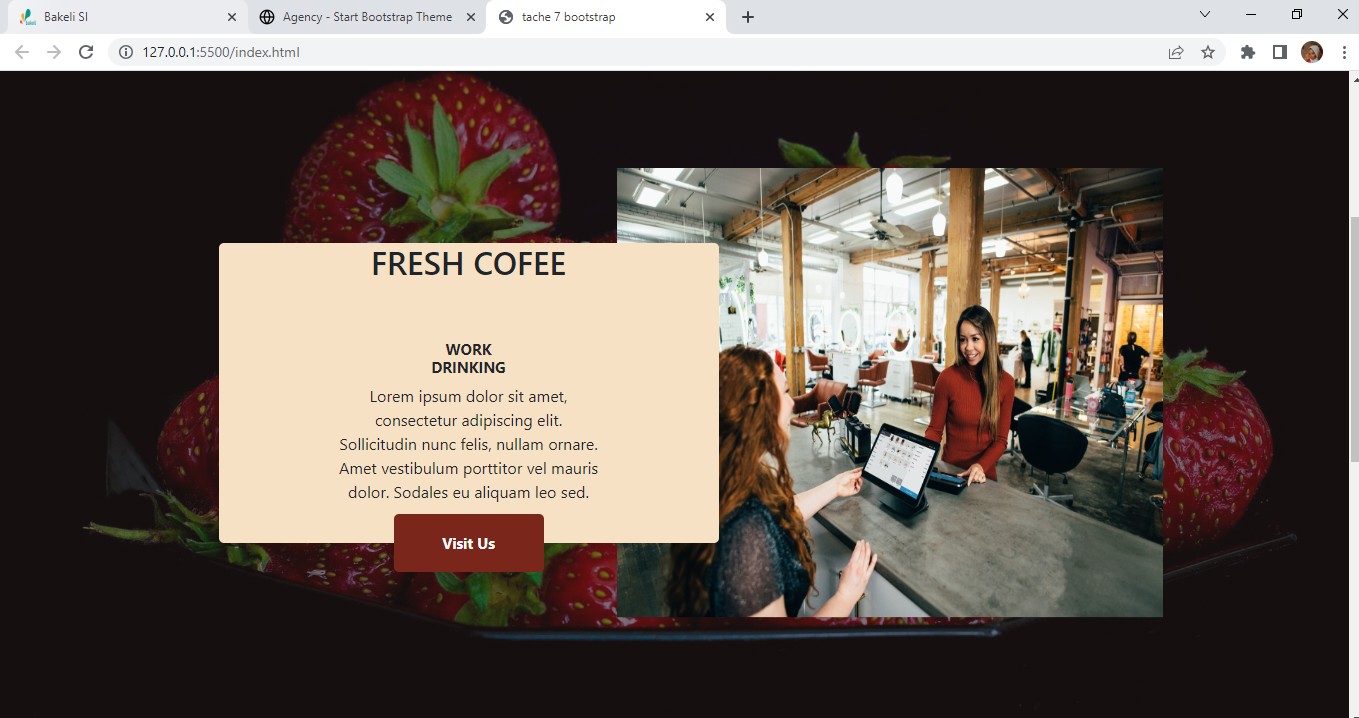 Bakeli SI
Agency - Start Bootstrap Theme
tache 7 bootstrap
127.0.0.1:5500/index.html
FRESH COFEE
WORK
DRINKING
Lorem ipsum dolor sit amet,
consectetur adipiscing elit.
Sollicitudin nunc felis, nullam ornare.
Amet vestibulum porttitor vel mauris
dolor. Sodales eu aliquam leo sed.
Visit Us